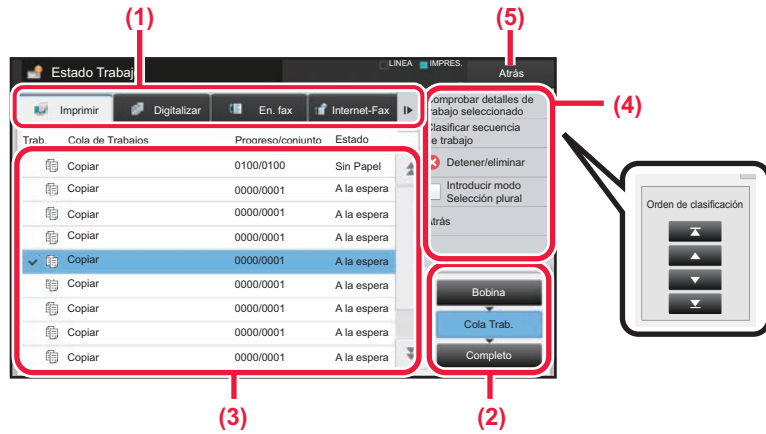 (1)
(5)
Estado Trabajo
LINEA
IMPRES.
Atrás
Imprimir
Digitalizar
En. fax
Internet-Fax
Comprobar detalles de
trabajo seleccionado
(4)
Trab.
Cola de Trabajos
Progreso/conjunto
Estado
Clasificar secuencia
de trabajo
Copiar 0100/0100 Sin Papel
Detener/eliminar
Copiar 0000/0001 A la espera
Introducir modo
Selección plural
Copiar 0000/0001 A la espera
Atrás
Copiar 0000/0001 A la espera
Copiar 0000/0001 A la espera
Copiar 0000/0001 A la espera
Copiar 0000/0001 A la espera
Copiar 0000/0001 A la espera
Copiar 0000/0001 A la espera
Bobina
Cola Trab.
Completo
Orden de clasificación
(3)
(2)